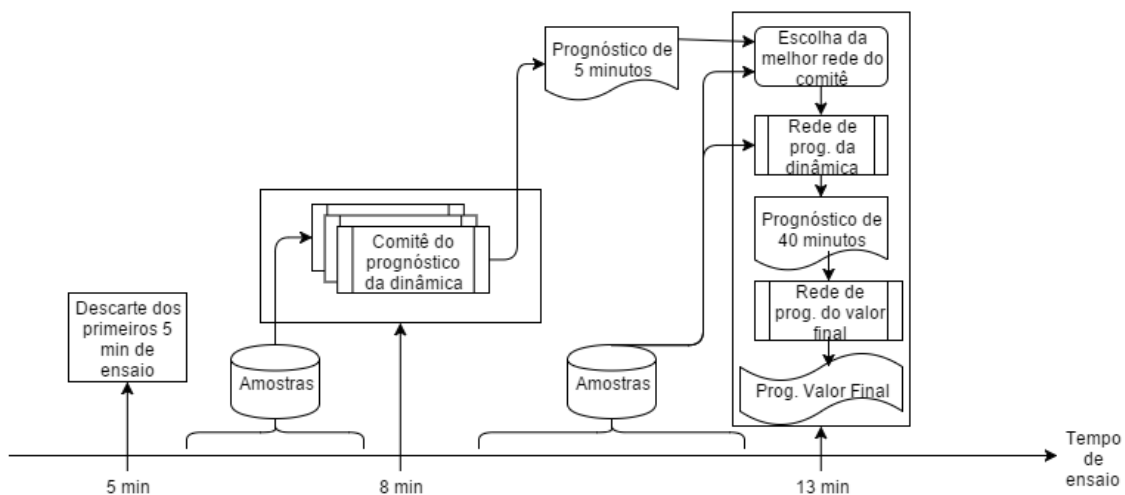 Prognóstico de
5 minutos
Escolha da
melhor rede do
comitê
Rede de
prog. da
dinâmica
Prognóstico de
40 minutos
Rede de
prog. do valor
final
Prog. Valor Final
Comitê do
prognóstico
da dinâmica
Descarte dos
primeiros 5
min de
ensaio
Amostras
Amostras
5 min
8 min
13 min
Tempo
de
ensaio